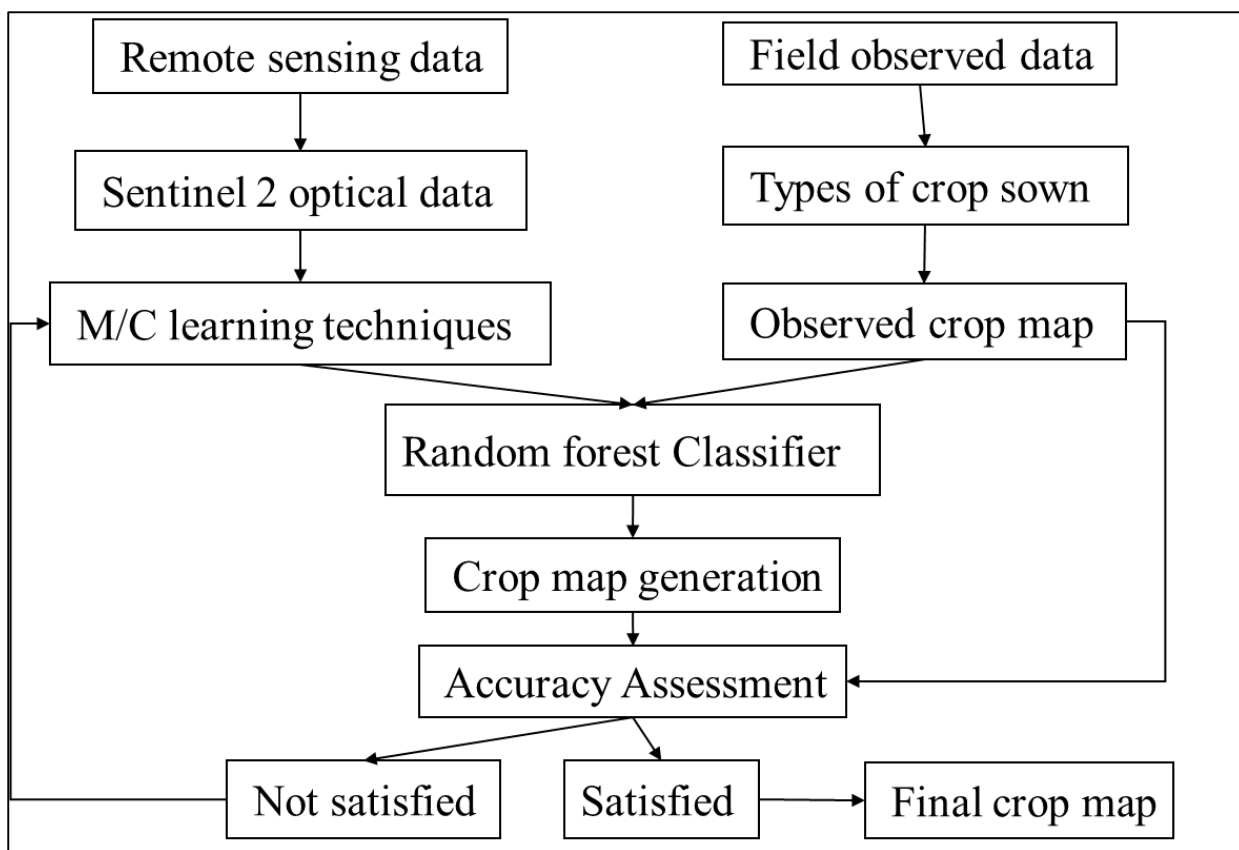 Remote sensing data
Field observed data
Sentinel 2 optical data
Types of crop sown
M/C learning techniques
Observed crop map
Random forest Classifier
Crop map generation
Accuracy Assessment
Not satisfied
Satisfied
Final crop map